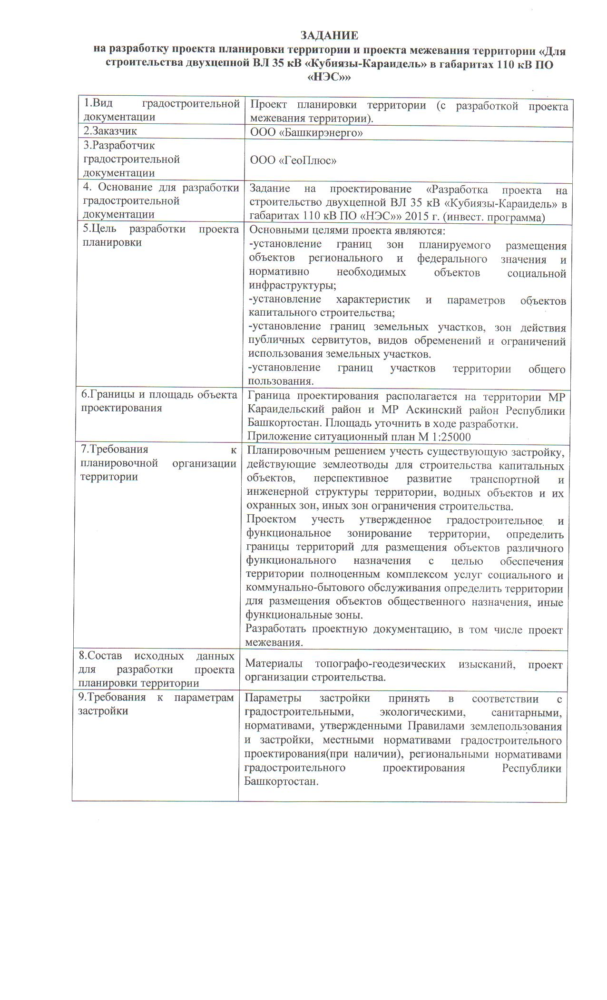 ЗАДАНИЕ
на разработку проекта планировки территории и проекта межевания территории «Для
строительства двухцепной ВЛ 35 кВ «Кубиязы-Караидель» в габаритах 110 кВ ПО
«НЭС»»
1.Вид градостроительной
документации
Проект планировки территории (с разработкой проекта
межевания территории).
2.Заказчик
ООО «Башкирэнерго»
3.Разработчик
градостроительной
документации
ООО «ГеоПлюс»
4. Основание для разработки
градостроительной
документации
Задание на проектирование «Разработка проекта на
строительство двухцепной ВЛ 35 кВ «Кубиязы-Караидель» в
габаритах 110 кВ ПО «НЭС»» 2015 г. (инвест. программа)
5.Цель разработки проекта
планировки
Основными целями проекта являются:
-установление границ зон планируемого размещения
объектов регионального и федерального значения и
нормативно необходимых объектов социальной
инфраструктуры;
-установление характеристик и параметров объектов
капитального строительства;
-установление границ земельных участков, зон действия
публичных сервитутов, видов обременений и ограничений
использования земельных участков.
-установление границ участков территории общего
пользования.
6.Границы и площадь объекта
проектирования
Граница проектирования располагается на территории МР
Караидельский район и МР Аскинский район Республики
Башкортостан. Площадь уточнить в ходе разработки.
Приложение ситуационный план М 1:25000
7.Требования к
планировочной организации
территории
Планировочным решением учесть существующую застройку,
действующие землеотводы для строительства капитальных
объектов, перспективное развитие транспортной и
инженерной структуры территории, водных объектов и их
охранных зон, иных зон ограничения строительства.
Проектом учесть утвержденное градостроительное и
функциональное зонирование территории, определить
границы территорий для размещения объектов различного
функционального назначения с целью обеспечения
территории полноценным комплексом услуг социального и
коммунально-бытового обслуживания определить территории
для размещения объектов общественного назначения, иные
функциональные зоны.
Разработать проектную документацию, в том числе проект
межевания.
8.Состав исходных данных
для разработки проекта
планировки территории
Материалы топографо-геодезических изысканий, проект
организации строительства.
9.Требования к параметрам
застройки
Параметры застройки принять в соответствии с
градостроительными, экологическими, санитарными,
нормативами, утвержденными Правилами землепользования
и застройки, местными нормативами градостроительного
проектирования(при наличии), региональными нормативами
градостроительного проектирования Республики
Башкортостан.